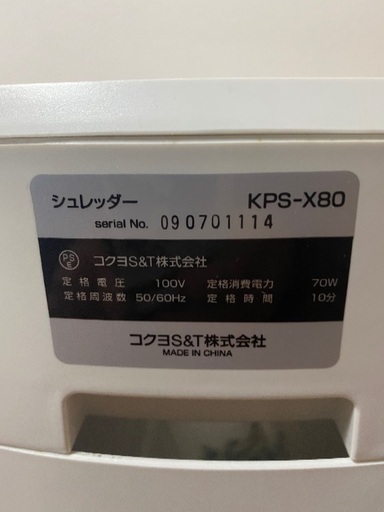 シュレッダー KPS-X80
serial No. 090701114
PS E コクヨS&T株式会社
定格電圧 100V 定格消費電力 70W
定格周波数 50/60Hz 定格時間 10分
コクヨS&T株式会社
MADE IN CHINA